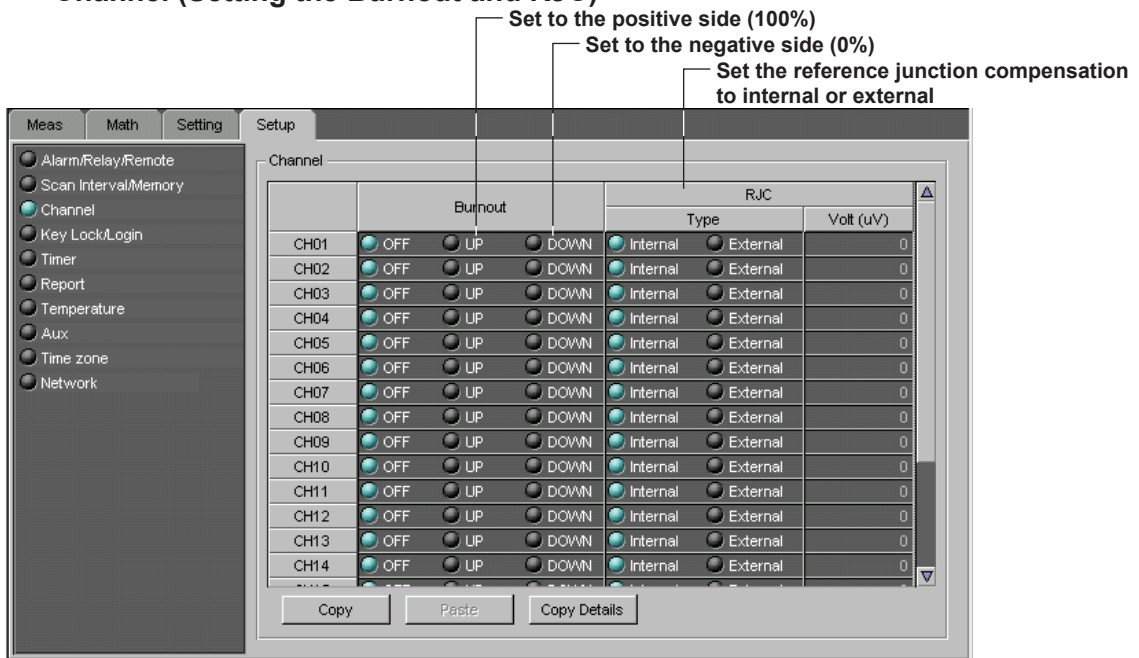 Channel (Setting the Burnout and RJC)
Set to the positive side (100%)
Set to the negative side (0%)
Set the reference junction compensation
to internal or external
Meas Math Setting Setup
Alarm/Relay/Remote
Scan Interval/Memory
Channel
Key Lock/Login
Timer
Report
Temperature
Aux
Time zone
Network
Channel
Burnout RJC
Type Volt (uV)
CH01 OFF UP DOWN Internal External 0
CH02 OFF UP DOWN Internal External 0
CH03 OFF UP DOWN Internal External 0
CH04 OFF UP DOWN Internal External 0
CH05 OFF UP DOWN Internal External 0
CH06 OFF UP DOWN Internal External 0
CH07 OFF UP DOWN Internal External 0
CH08 OFF UP DOWN Internal External 0
CH09 OFF UP DOWN Internal External 0
CH10 OFF UP DOWN Internal External 0
CH11 OFF UP DOWN Internal External 0
CH12 OFF UP DOWN Internal External 0
CH13 OFF UP DOWN Internal External 0
CH14 OFF UP DOWN Internal External 0
Copy Paste Copy Details